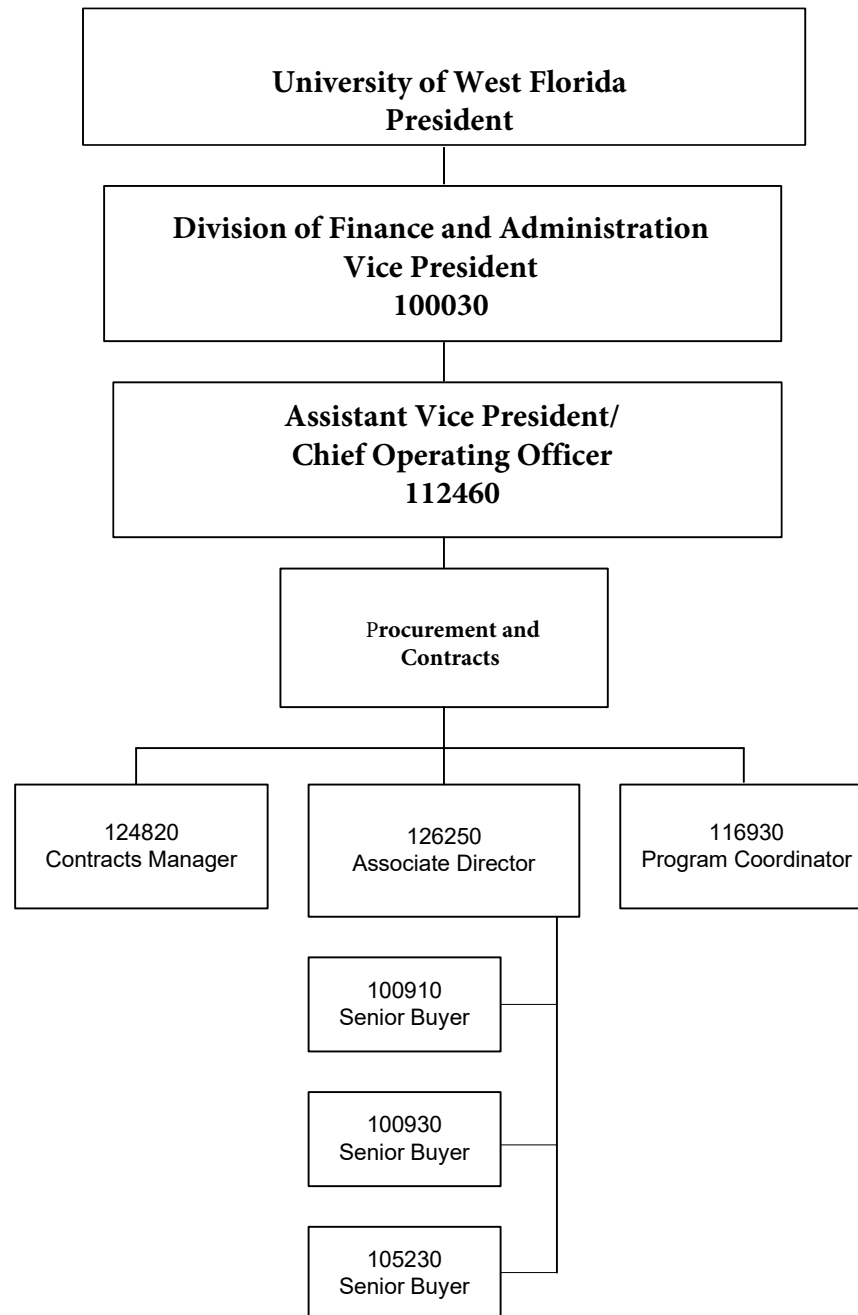 University of West Florida
President
Division of Finance and Administration
Vice President
100030
Assistant Vice President/
Chief Operating Officer
112460
Procurement and
Contracts
124820
Contracts Manager
126250
Associate Director
116930
Program Coordinator
100910
Senior Buyer
100930
Senior Buyer
105230
Senior Buyer